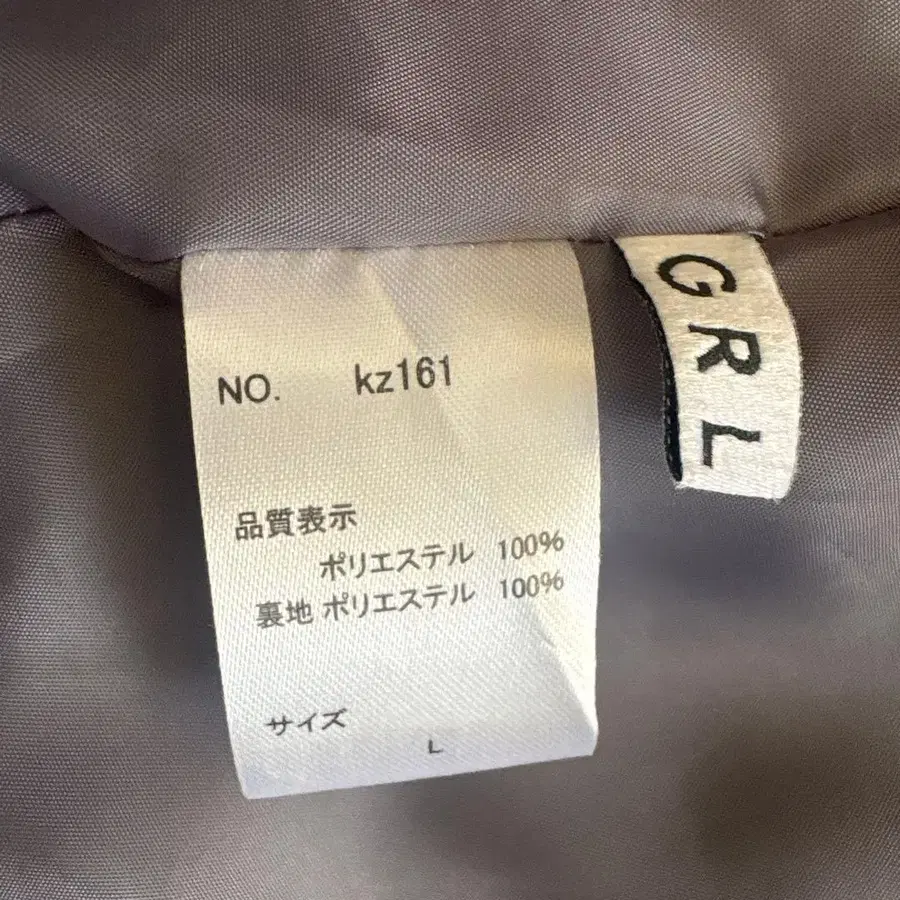 NO. kz161
品質表示
ポリエステル 100%
裏地 ポリエステル 100%
サイズ
L
GRL